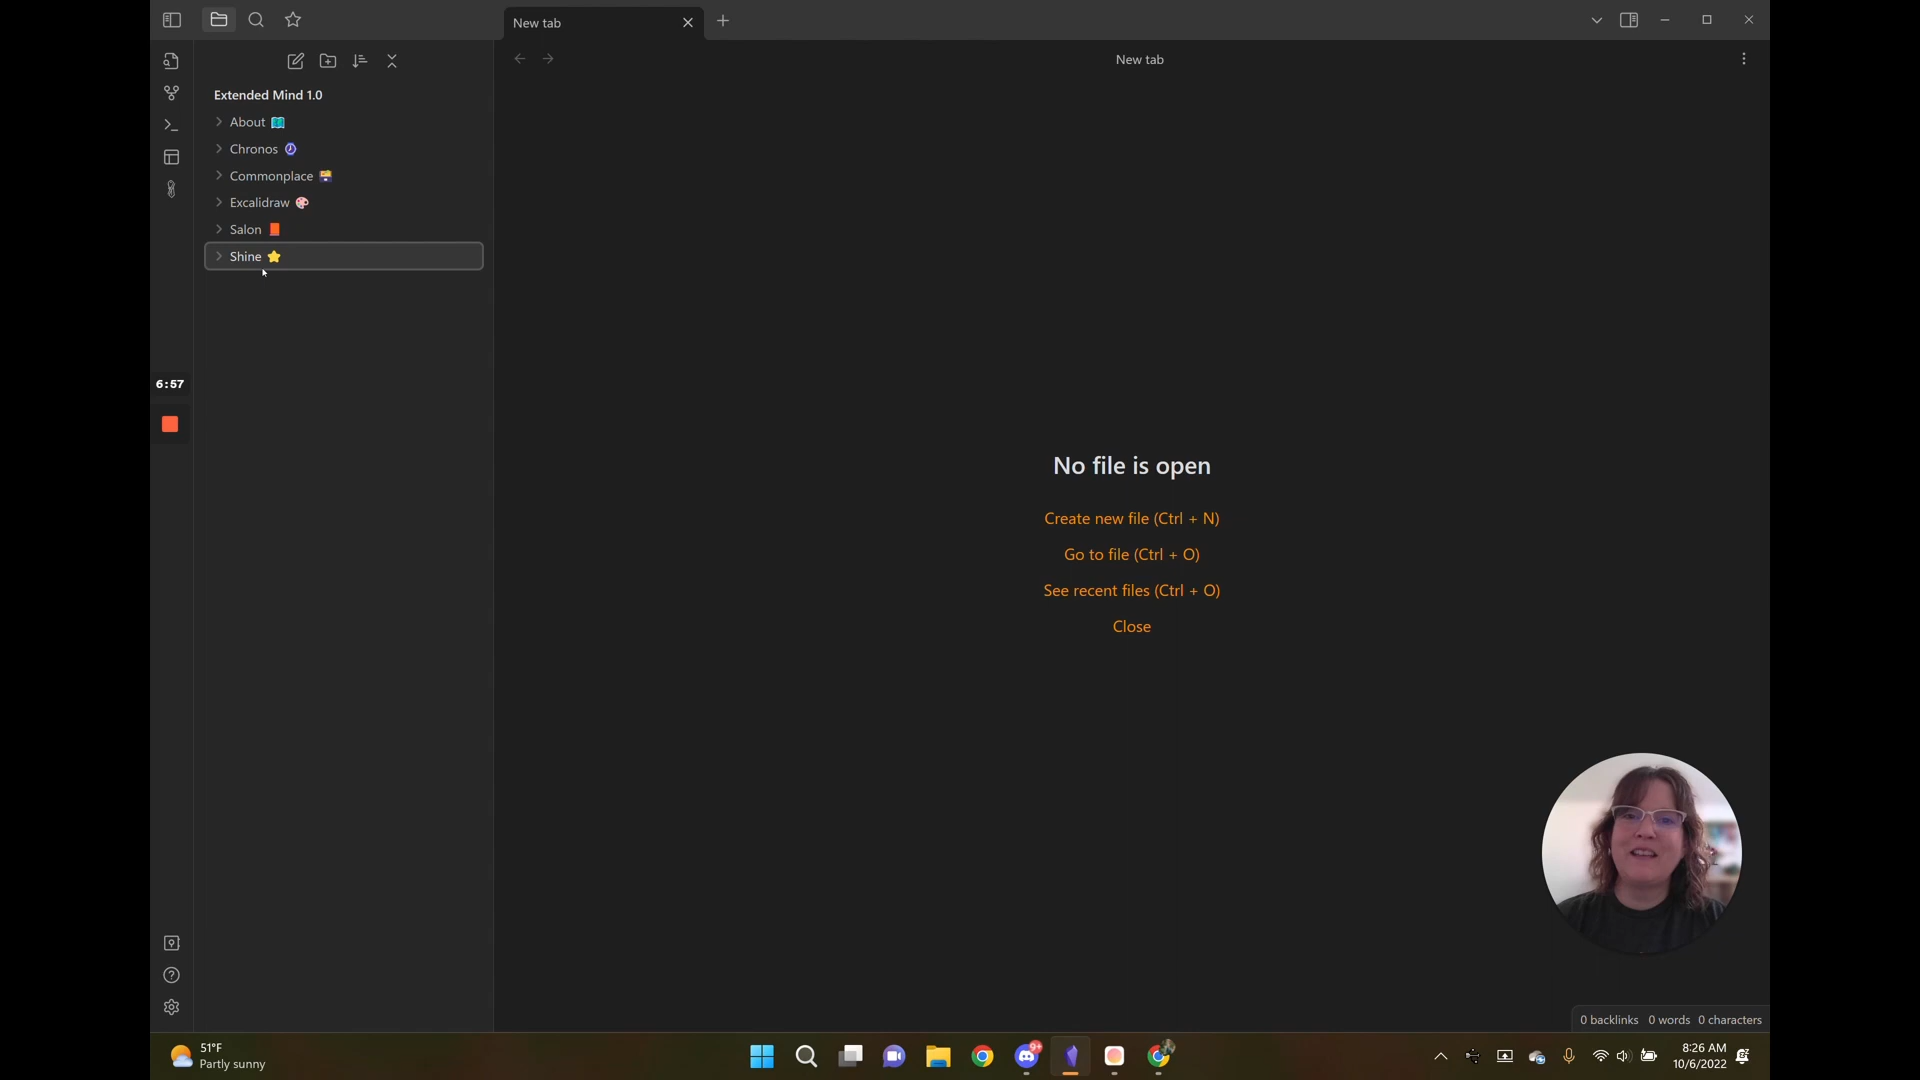 New tab
New tab
Extended Mind 1.0
About
Chronos
Commonplace
Excalidraw
Salon
Shine
6:57
No file is open
Create new file (Ctrl + N)
Go to file (Ctrl + O)
See recent files (Ctrl + O)
Close
0 backlinks 0 words 0 characters
51°F
Partly sunny
9+
8:26 AM
10/6/2022